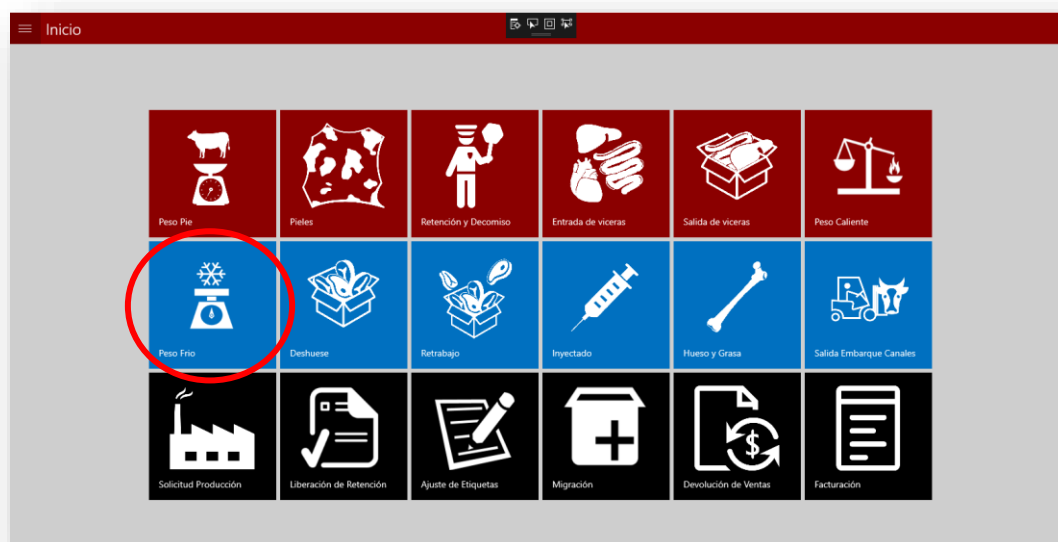 Inicio
Peso Pie
Pieles
Retención y Decomiso
Entrada de viceras
Salida de viceras
Peso Caliente
Peso Frio
Deshuese
Retrabajo
Inyectado
Hueso y Grasa
Salida Embarque Canales
Solicitud Producción
Liberación de Retención
Ajuste de Etiquetas
Migración
$
Devolución de Ventas
Facturación